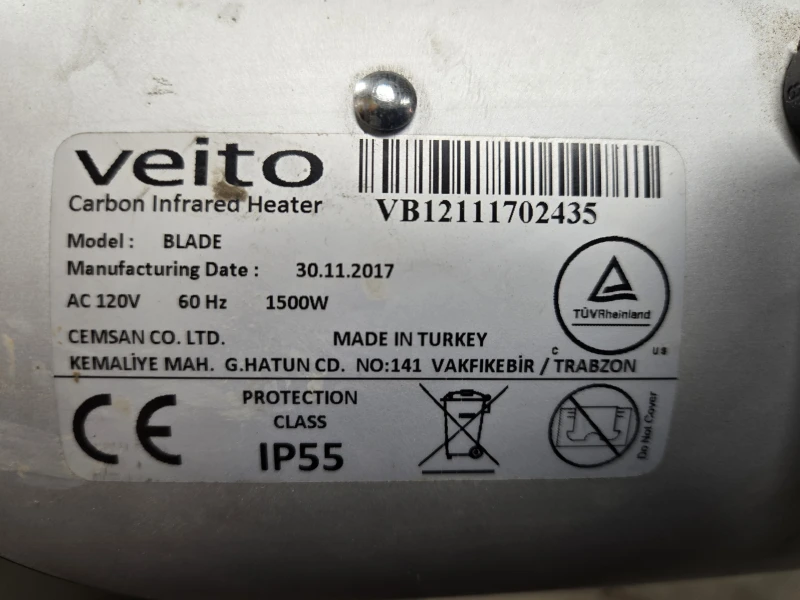 veito
Carbon Infrared Heater
VB12111702435
Model : BLADE
Manufacturing Date : 30.11.2017
AC 120V 60 Hz 1500W
TÜVRheinland
C US
CEMSAN CO. LTD. MADE IN TURKEY
KEMALİYE MAH. G.HATUN CD. NO:141 VAKFIKEBİR / TRABZON
CE
PROTECTION
CLASS
IP55
Do Not Cover